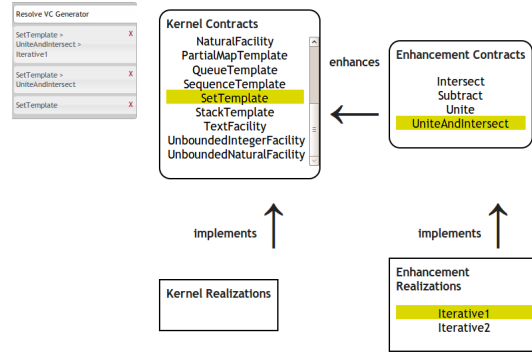 Resolve VC Generator
SetTemplate > X
UniteAndIntersect >
Iterative1
SetTemplate > X
UniteAndIntersect
SetTemplate X
Kernel Contracts
NaturalFacility
PartialMapTemplate
QueueTemplate
SequenceTemplate
SetTemplate
StackTemplate
TextFacility
UnboundedIntegerFacility
UnboundedNaturalFacility
enhances
Enhancement Contracts
Intersect
Subtract
Unite
UniteAndIntersect
implements
implements
Kernel Realizations
Enhancement
Realizations
Iterative1
Iterative2